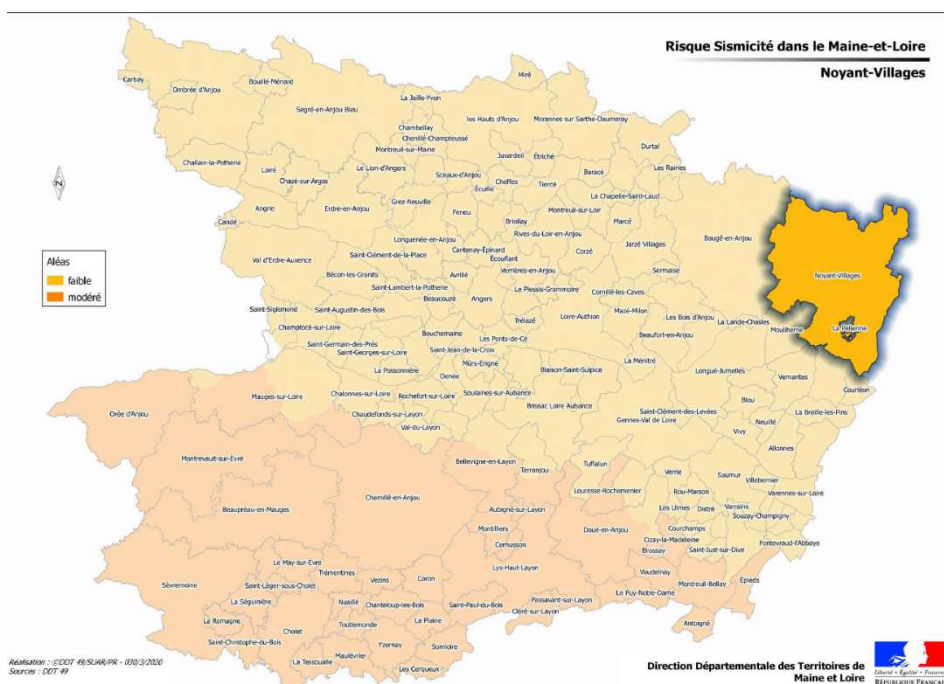 Risque Sismicité dans le Maine-et-Loire
Noyant-Villages
Carbay
Ombrée d'Anjou
Bouillé-Ménard
Segré-en-Anjou Bleu
La Jaille-Yvon
Miré
Chambellay
les Hauts d'Anjou
Morannes sur Sarthe-Daumeray
Chenillé-Champteussé
Montreuil-sur-Maine
Durtal
Challain-la-Potherie
Loiré
Le Lion d'Angers
Juvardeil
Étriché
Les Rairies
Chazé-sur-Argos
Sceaux-d'Anjou
Cheffes
Tiercé
Baracé
Écuillé
La Chapelle-Saint-Laud
Angrie
Erdre-en-Anjou
Grez-Neuville
Feneu
Montreuil-sur-Loir
Candé
Briollay
Marcé
Rives-du-Loir-en-Anjou
Longuenée-en-Anjou
Jarzé Villages
Baugé-en-Anjou
Cantenay-Épinard
Corzé
Val d'Erdre-Auxence
Saint-Clément-de-la-Place
Écouflant
Verrières-en-Anjou
Sermaise
Bécon-les-Granits
Avrillé
Noyant-Villages
Saint-Lambert-la-Potherie
Le Plessis-Grammoire
Cornillé-les-Caves
Beaucouzé
Angers
Saint-Sigismond
Saint-Augustin-des-Bois
Mazé-Milon
Loire-Authion
Les Bois d'Anjou
Champtocé-sur-Loire
Trélazé
La Lande-Chasles
Mouliherne
La Pellerine
Bouchemaine
Les Ponts-de-Cé
Beaufort-en-Anjou
Saint-Germain-des-Prés
Saint-Georges-sur-Loire
Saint-Jean-de-la-Croix
Mûrs-Erigné
La Ménitré
La Possonnière
Denée
Blaison-Saint-Sulpice
Longué-Jumelles
Vernantes
Courléon
Mauges-sur-Loire
Chalonnes-sur-Loire
Rochefort-sur-Loire
Soulaines-sur-Aubance
Brissac Loire Aubance
Blou
Orée d'Anjou
Chaudefonds-sur-Layon
Saint-Clément-des-Levées
Gennes-Val de Loire
La Breille-les-Pins
Neuillé
Val-du-Layon
Vivy
Allonnes
Montrevault-sur-Èvre
Bellevigne-en-Layon
Tuffalun
Terranjou
Verrie
Saumur
Villebernier
Chemillé-en-Anjou
Louresse-Rochemenier
Rou-Marson
Varennes-sur-Loire
Beaupréau-en-Mauges
Aubigné-sur-Layon
Les Ulmes
Distré
Varrains
Souzay-Champigny
Montilliers
Doué-en-Anjou
Courchamps
Cernusson
Cizay-la-Madeleine
Fontevraud-l'Abbaye
Brossay
Saint-Just-sur-Dive
Le May-sur-Èvre
Lys-Haut-Layon
Vaudelnay
Sèvremoine
Trémentines
Vezins
Coron
Montreuil-Bellay
Épieds
Saint-Léger-sous-Cholet
Le Puy-Notre-Dame
La Séguinière
Nuaillé
Chanteloup-les-Bois
Saint-Paul-du-Bois
Passavant-sur-Layon
Cléré-sur-Layon
La Romagne
Toutlemonde
La Plaine
Antoigné
Cholet
Saint-Christophe-du-Bois
Yzernay
Somloire
Maulévrier
La Tessoualle
Les Cerqueux
N
Aléas
faible
modéré
Réalisation : ©DDT 49/SUAR/PR - 030/3/2020
Sources : DDT 49
Direction Départementale des Territoires de
Maine et Loire
Liberté • Égalité • Fraternité
RÉPUBLIQUE FRANÇAISE